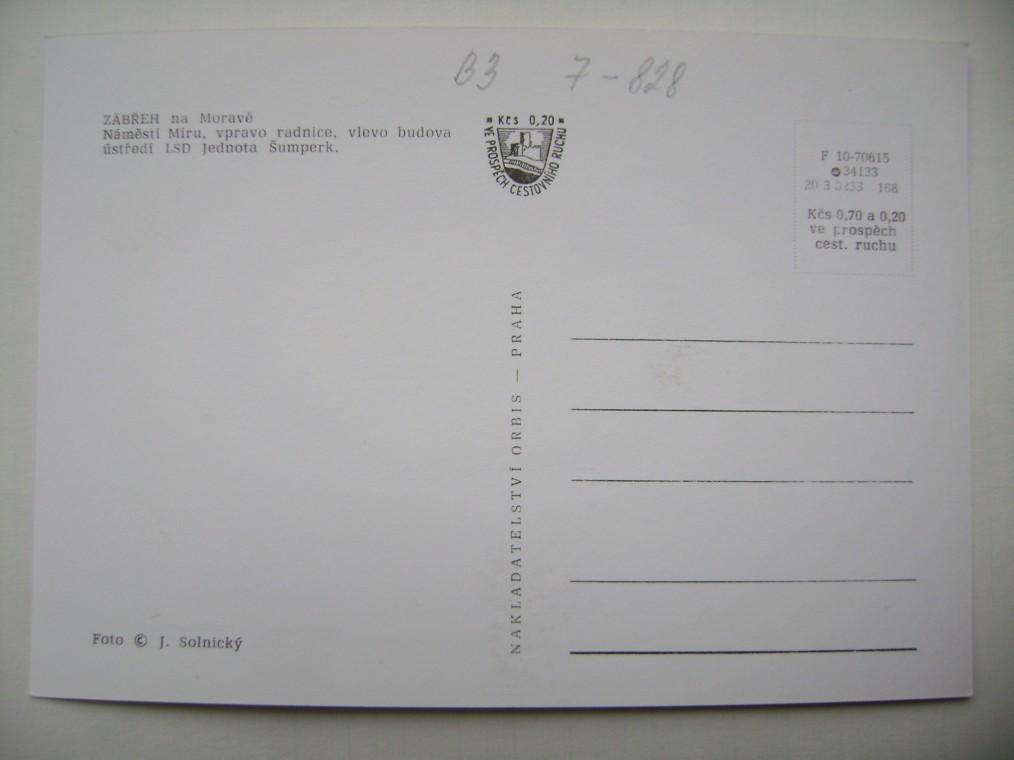 B3 7-828
ZÁBŘEH na Moravě
Náměstí Míru, vpravo radnice, vlevo budova
ústředí LSD Jednota Šumperk.
Kčs 0,20
VE PROSPĚCH CESTOVNÍHO RUCHU
F 10-70615
34133
20 3 168
Kčs 0,70 a 0,20
ve prospěch
cest. ruchu
NAKLADATELSTVÍ ORBIS — PRAHA
Foto © J. Solnický